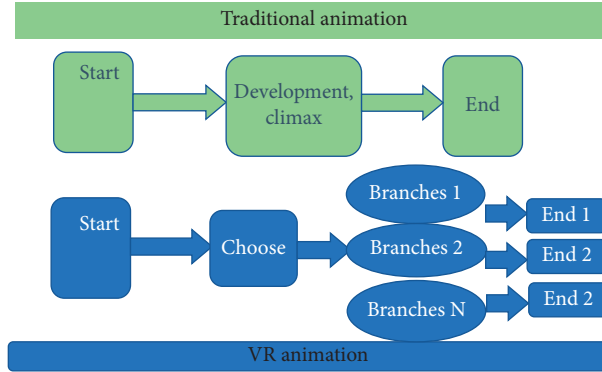 Traditional animation
Start
Development,
climax
End
Start
Choose
Branches 1
Branches 2
Branches N
End 1
End 2
End 2
VR animation